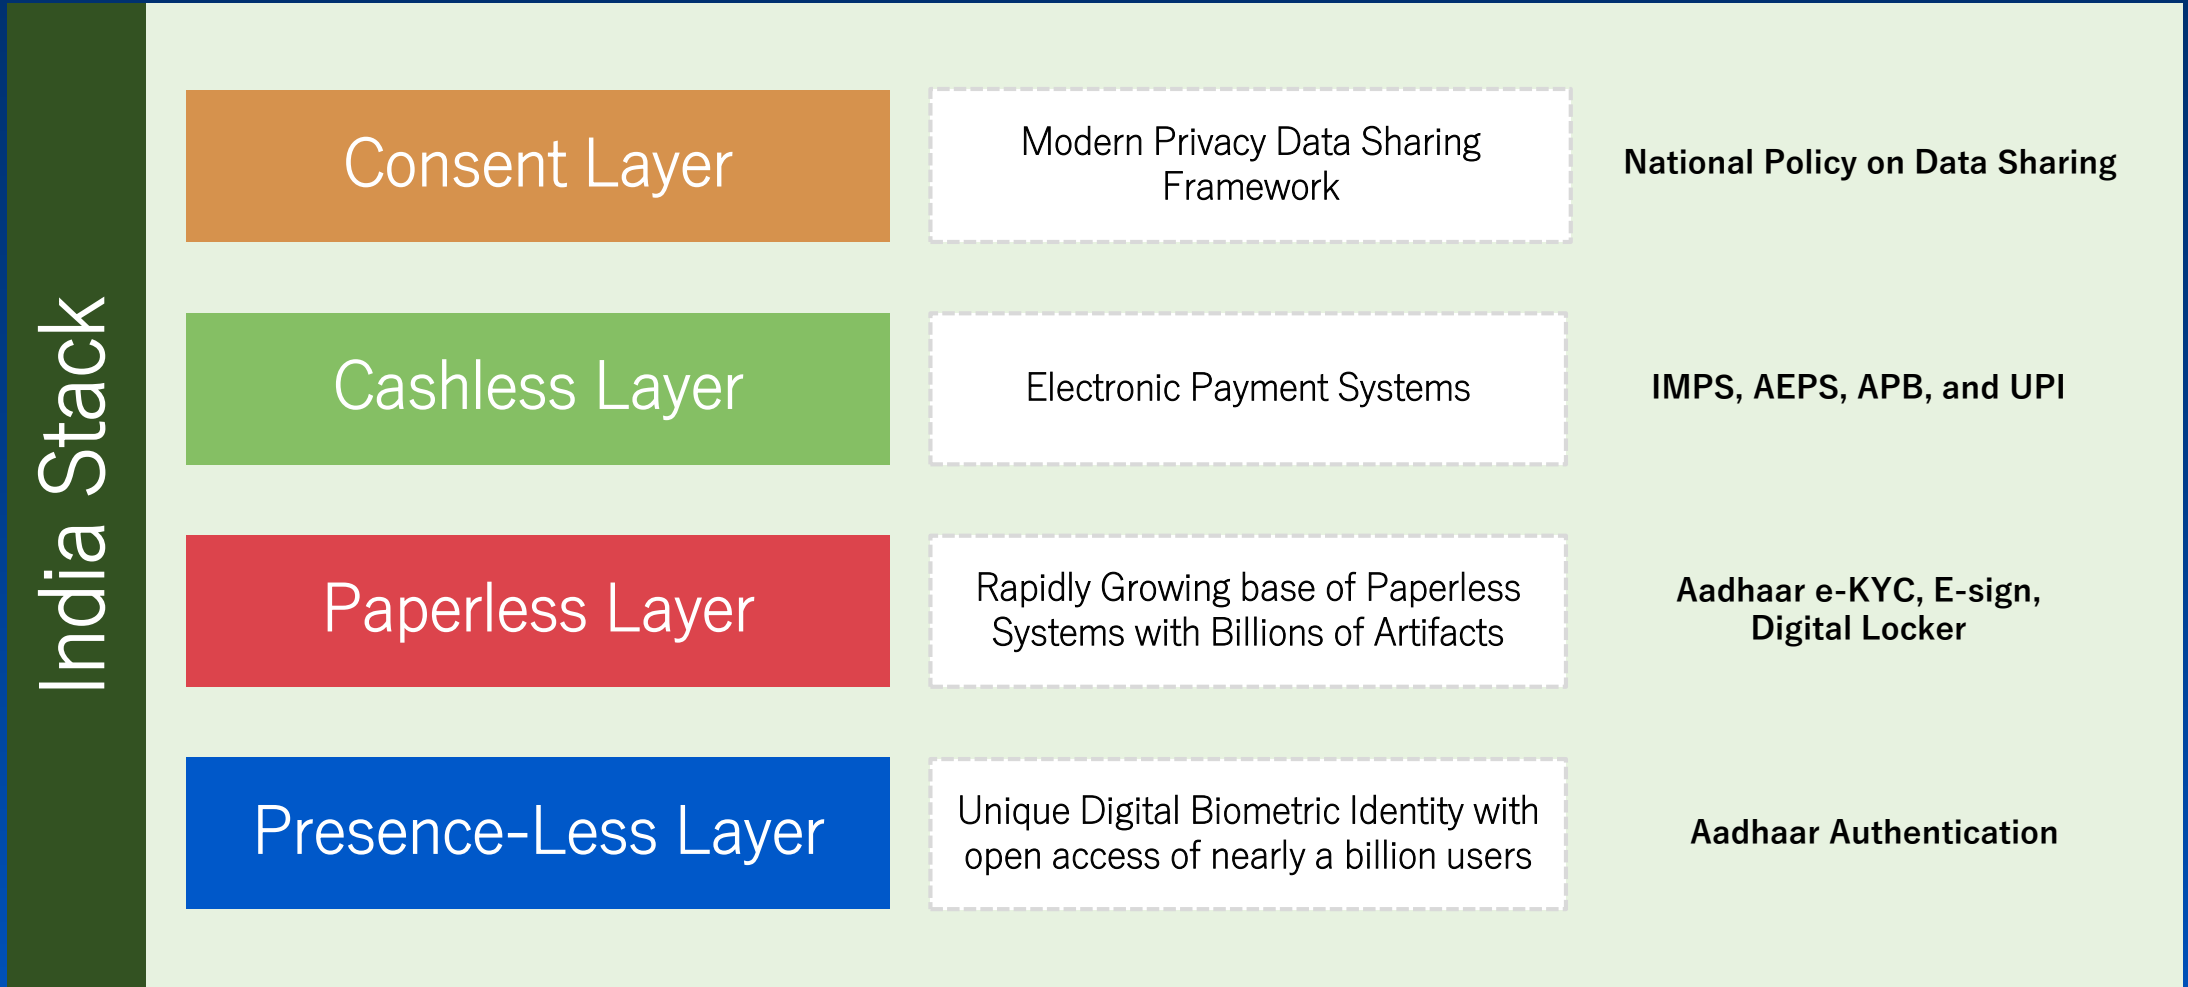 India Stack
Consent Layer
Modern Privacy Data Sharing
Framework
National Policy on Data Sharing
Cashless Layer
Electronic Payment Systems
IMPS, AEPS, APB, and UPI
Paperless Layer
Rapidly Growing base of Paperless
Systems with Billions of Artifacts
Aadhaar e-KYC, E-sign,
Digital Locker
Presence-Less Layer
Unique Digital Biometric Identity with
open access of nearly a billion users
Aadhaar Authentication